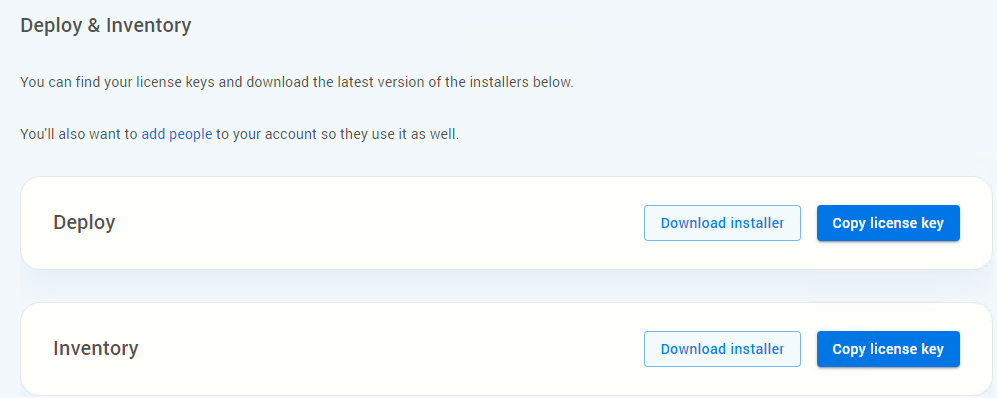 Deploy & Inventory
You can find your license keys and download the latest version of the installers below.
You'll also want to add people to your account so they use it as well.
Deploy
Download installer
Copy license key
Inventory
Download installer
Copy license key